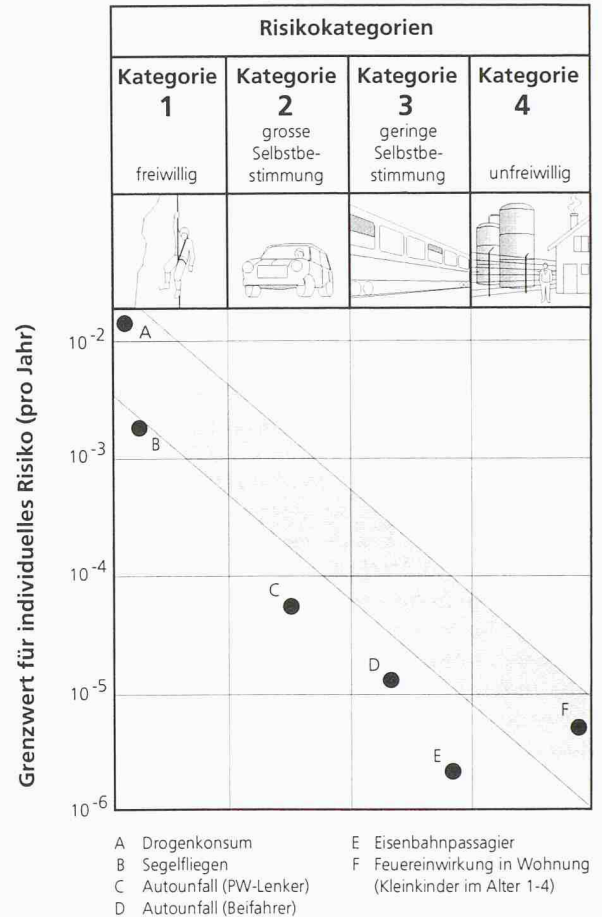 Risikokategorien
Kategorie
1
freiwillig
Kategorie
2
grosse
Selbstbe-
stimmung
Kategorie
3
geringe
Selbstbe-
stimmung
Kategorie
4
unfreiwillig
Grenzwert für individuelles Risiko (pro Jahr)
10⁻²
10⁻³
10⁻⁴
10⁻⁵
10⁻⁶
A
B
C
D
E
F
A Drogenkonsum
B Segelfliegen
C Autounfall (PW-Lenker)
D Autounfall (Beifahrer)
E Eisenbahnpassagier
F Feuereinwirkung in Wohnung
(Kleinkinder im Alter 1-4)